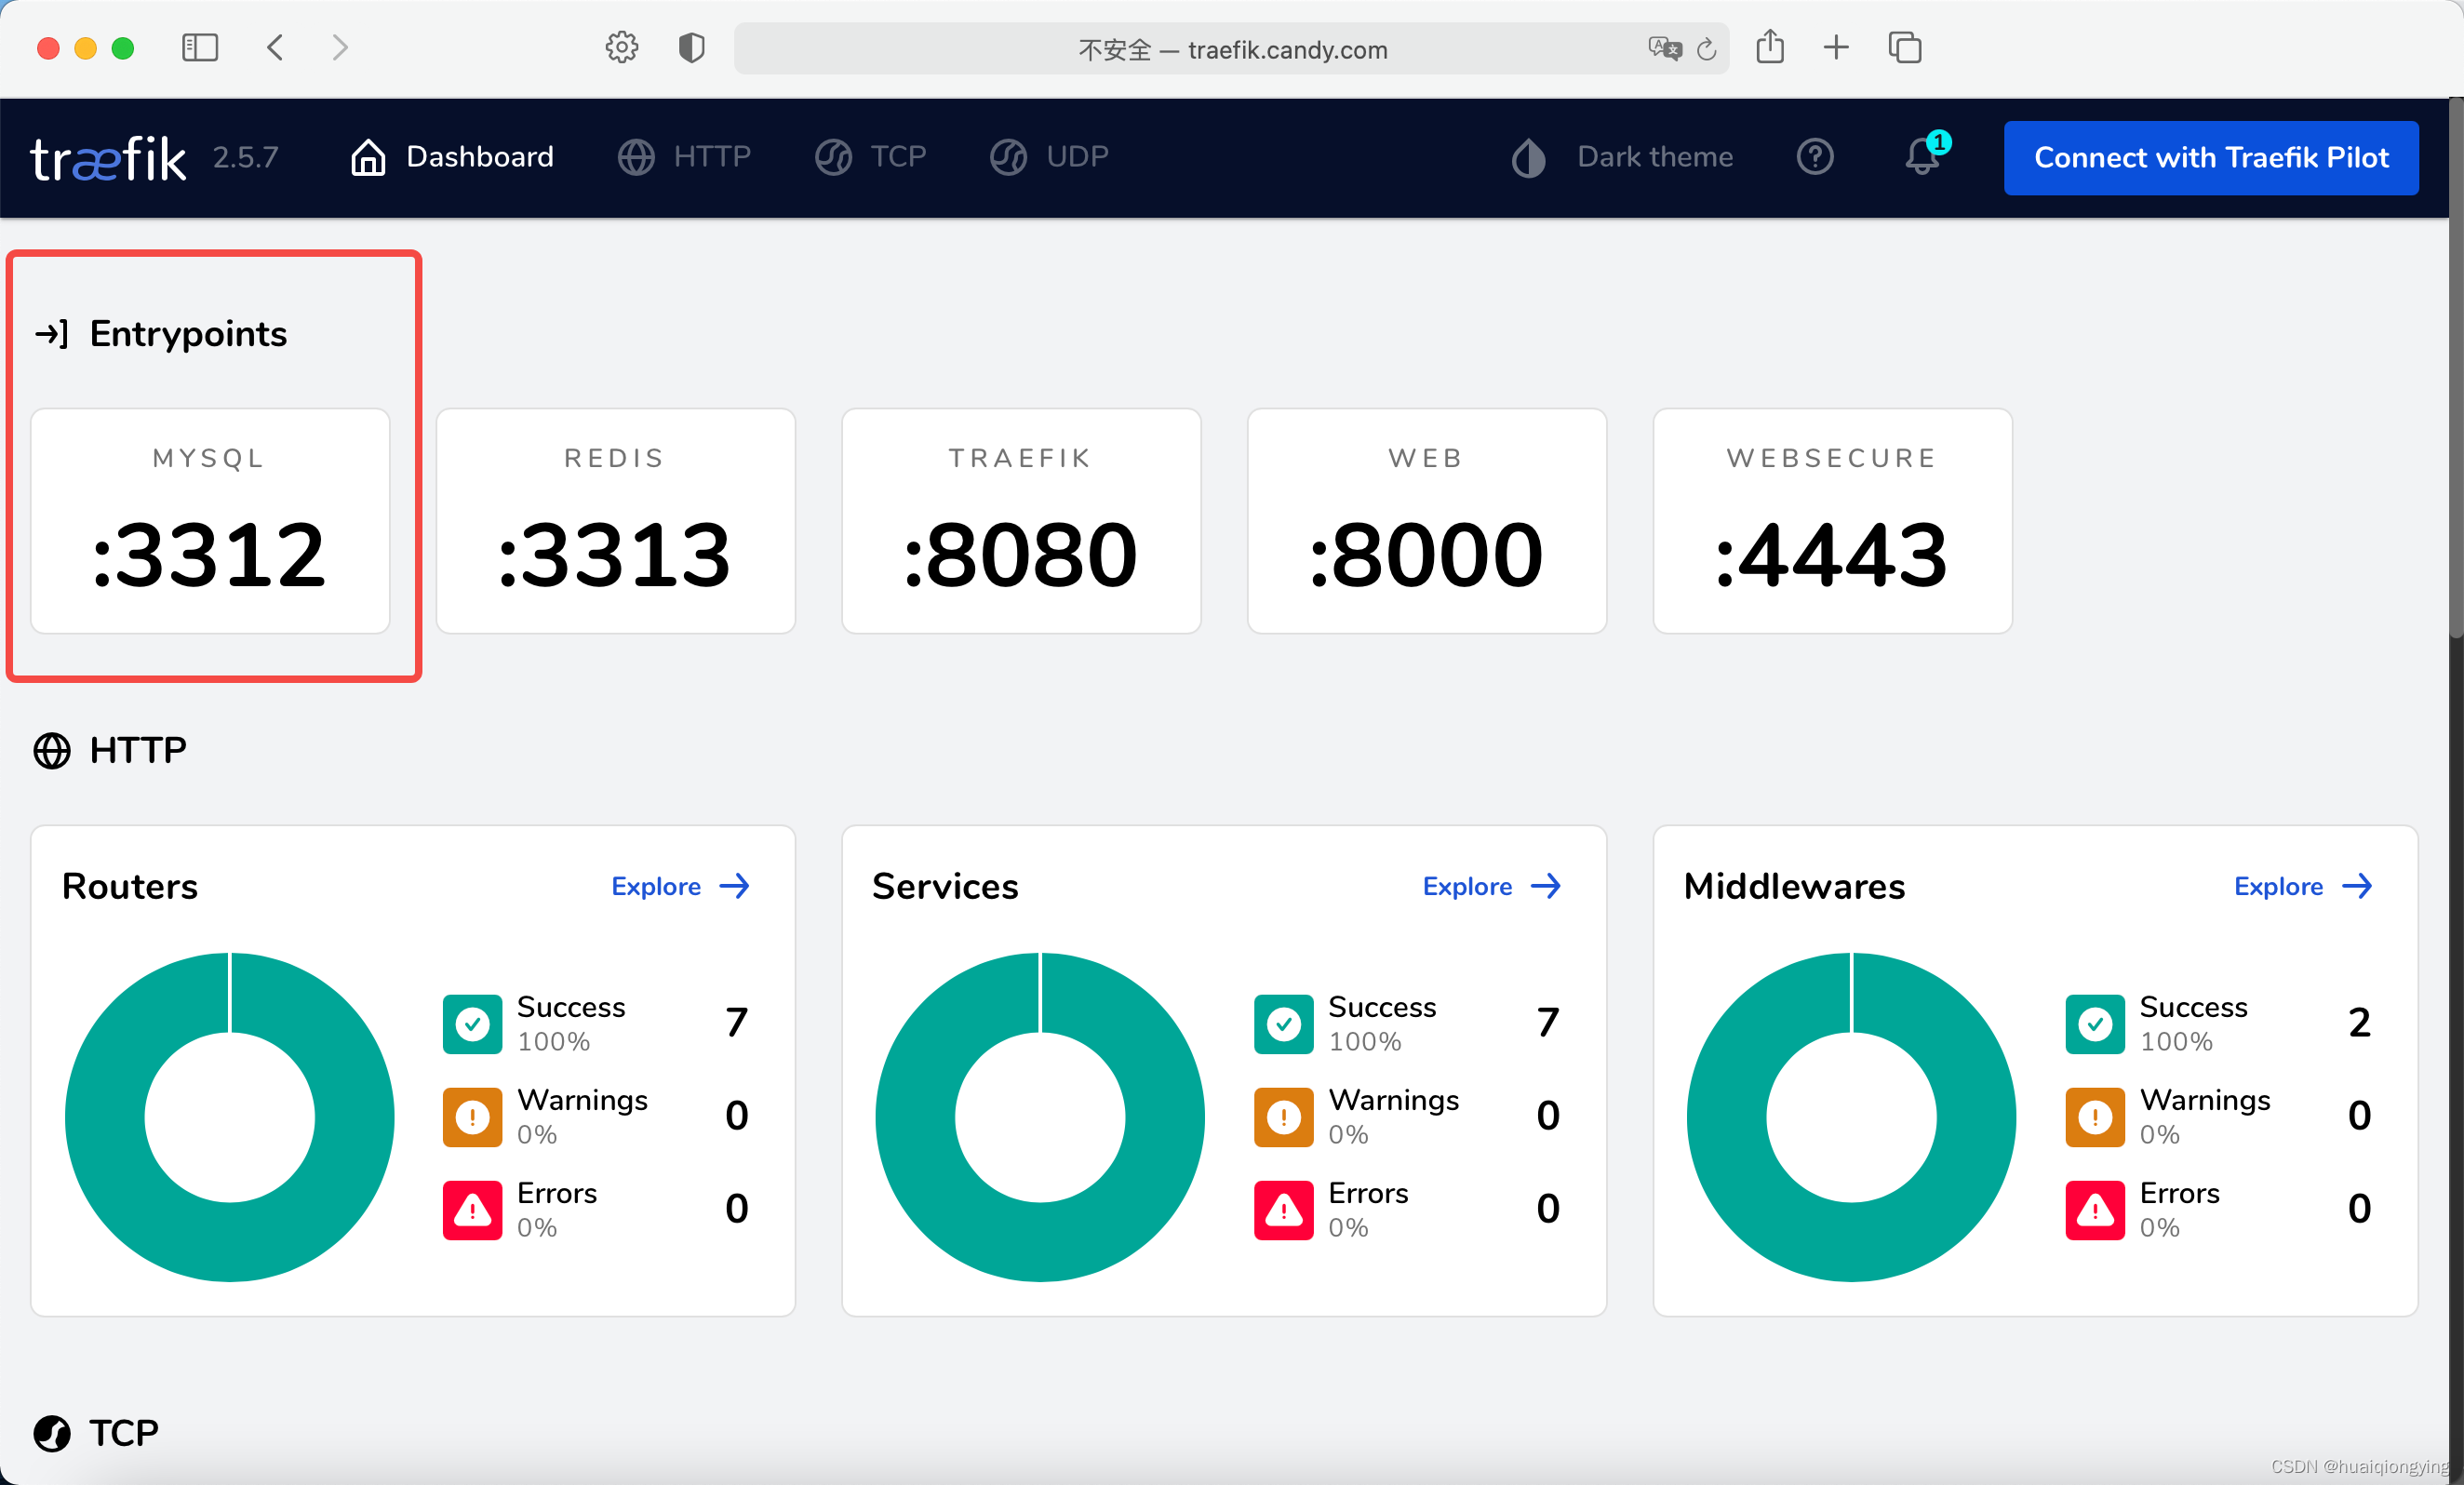 不安全 — traefik.candy.com
træfik 2.5.7 Dashboard HTTP TCP UDP Dark theme 1 Connect with Traefik Pilot
Entrypoints
MYSQL
:3312
REDIS
:3313
TRAEFIK
:8080
WEB
:8000
WEBSECURE
:4443
HTTP
Routers Explore
Success 7
100%
Warnings 0
0%
Errors 0
0%
Services Explore
Success 7
100%
Warnings 0
0%
Errors 0
0%
Middlewares Explore
Success 2
100%
Warnings 0
0%
Errors 0
0%
TCP
CSDN @huaiqiongying